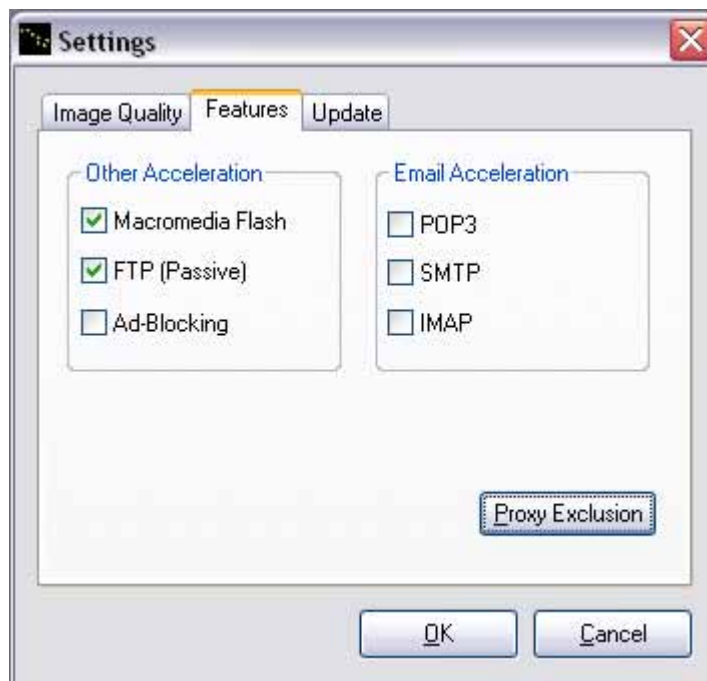 Settings
Image Quality Features Update
Other Acceleration
Macromedia Flash
FTP (Passive)
Ad-Blocking
Email Acceleration
POP3
SMTP
IMAP
Proxy Exclusion
OK Cancel